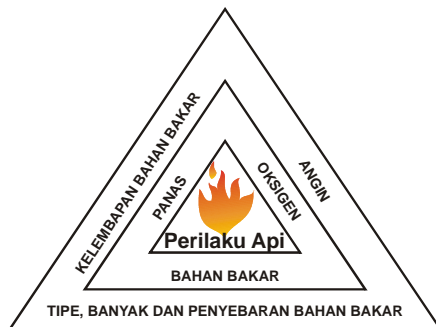 KELEMBAPAN BAHAN BAKAR
ANGIN
PANAS
OKSIGEN
Perilaku Api
BAHAN BAKAR
TIPE, BANYAK DAN PENYEBARAN BAHAN BAKAR